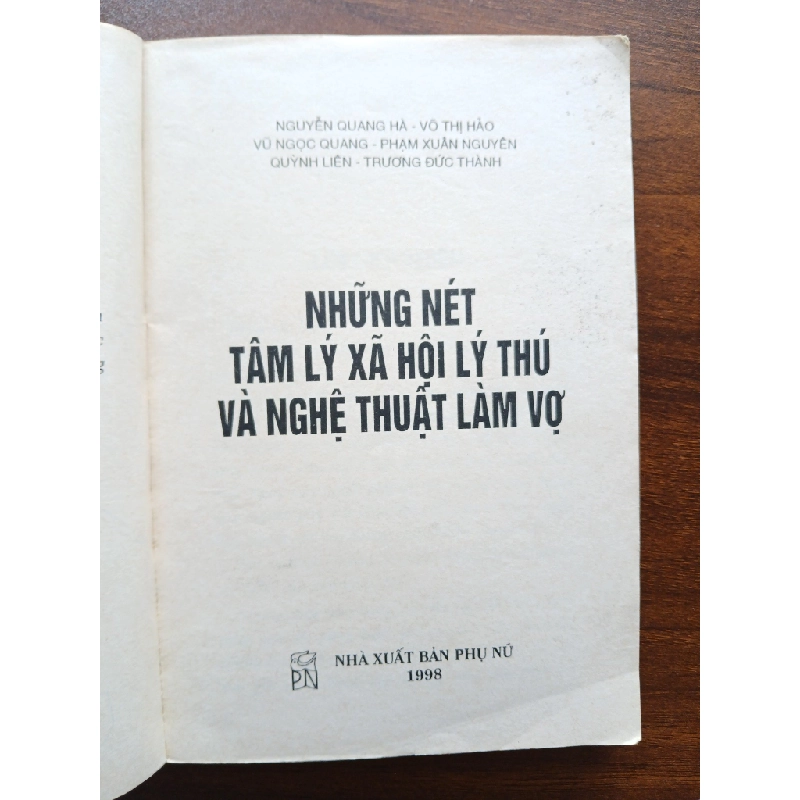 NGUYỄN QUANG HÀ - VÕ THỊ HẢO
VŨ NGỌC QUANG - PHẠM XUÂN NGUYÊN
QUỲNH LIÊN - TRƯƠNG ĐỨC THÀNH
NHỮNG NÉT
TÂM LÝ XÃ HỘI LÝ THÚ
VÀ NGHỆ THUẬT LÀM VỢ
PN
NHÀ XUẤT BẢN PHỤ NỮ
1998